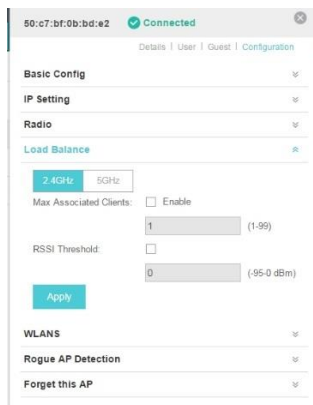 50:c7:bf:0b:bd:e2 Connected
Details | User | Guest | Configuration
Basic Config
IP Setting
Radio
Load Balance
2.4GHz 5GHz
Max Associated Clients: Enable
1 (1-99)
RSSI Threshold:
0 (-95-0 dBm)
Apply
WLANS
Rogue AP Detection
Forget this AP